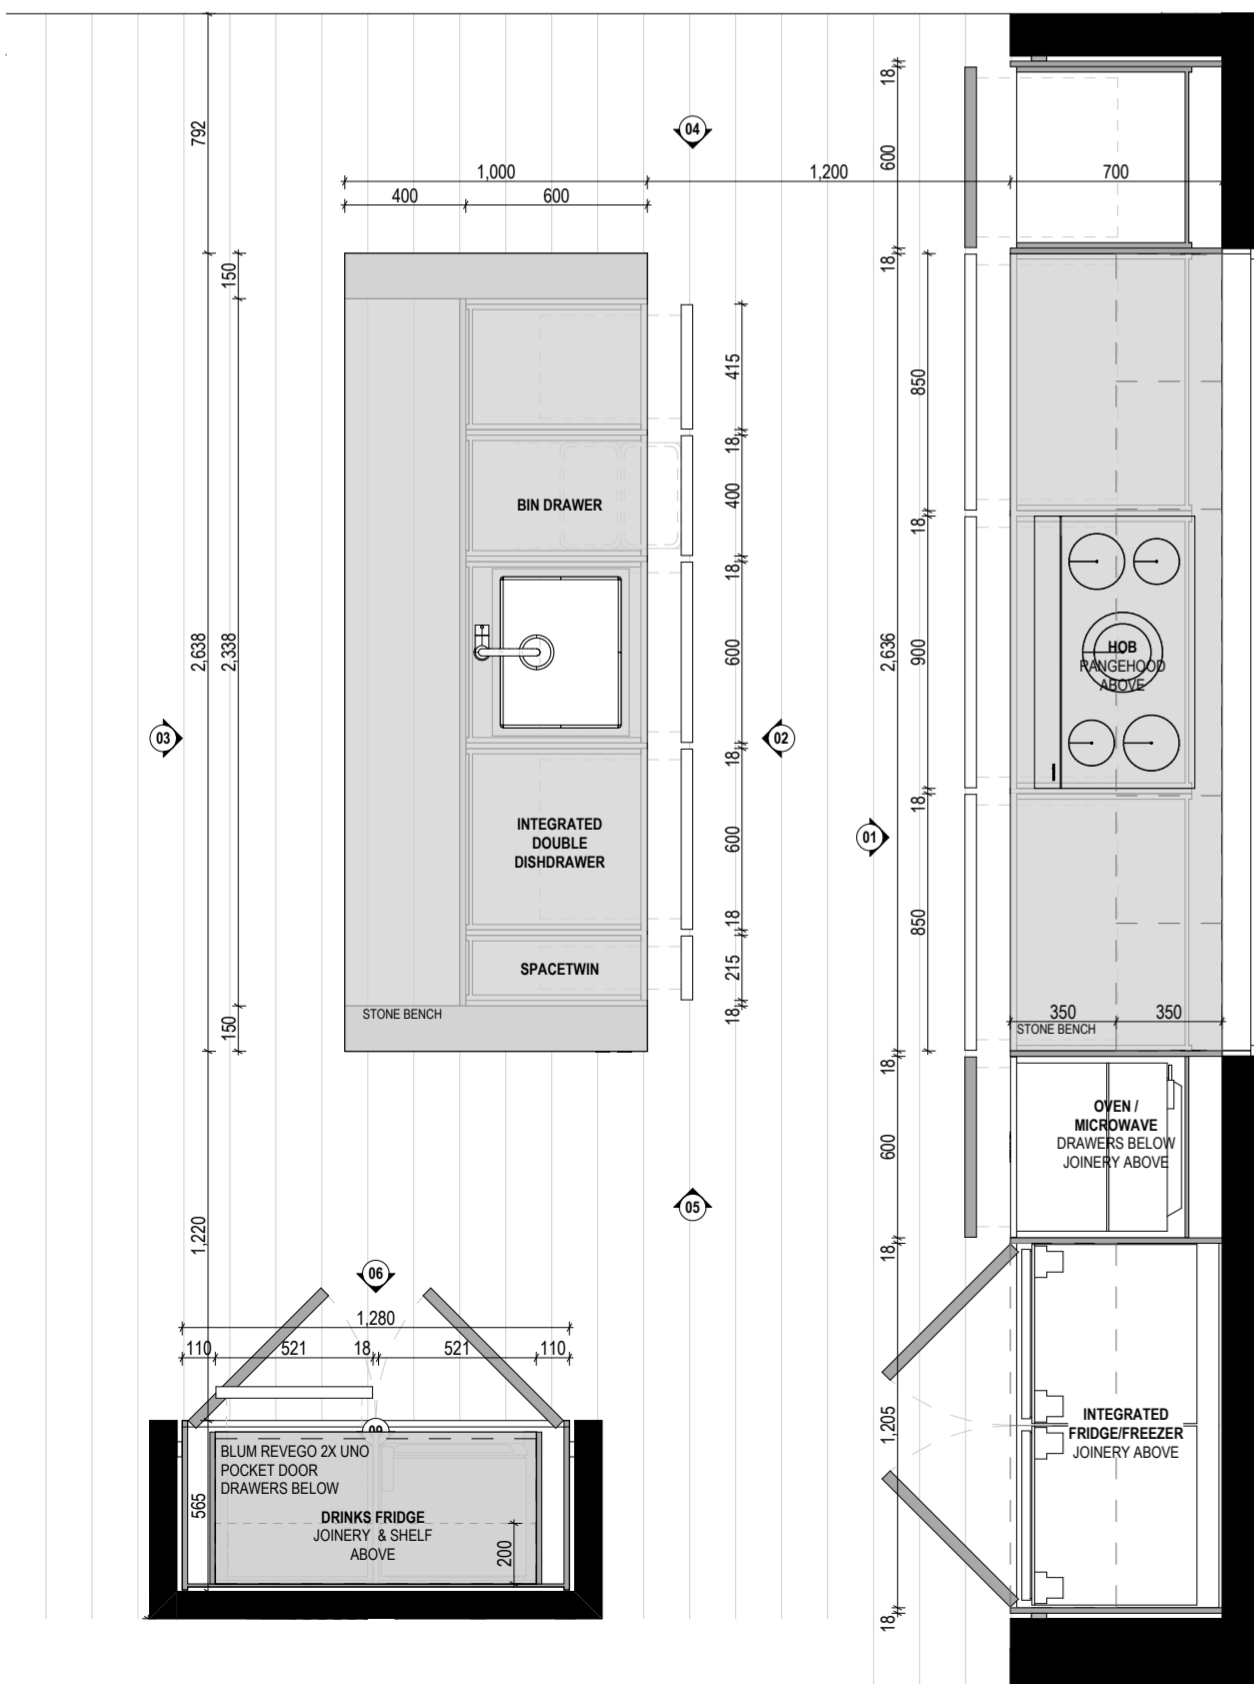 792
18
600
04
1,000
400
600
1,200
700
150
18
415
850
18
400
18
BIN DRAWER
18
2,638
2,338
600
2,636
900
HOB
RANGEHOOD
ABOVE
03
02
18
18
01
INTEGRATED
DOUBLE
DISHDRAWER
600
850
18
SPACETWIN
215
18
150
STONE BENCH
350
350
STONE BENCH
18
OVEN /
MICROWAVE
DRAWERS BELOW
JOINERY ABOVE
600
05
1,220
18
06
1,280
110
521
18
521
110
1,205
INTEGRATED
FRIDGE/FREEZER
JOINERY ABOVE
BLUM REVEGO 2X UNO
POCKET DOOR
DRAWERS BELOW
565
DRINKS FRIDGE
JOINERY & SHELF
ABOVE
200
18